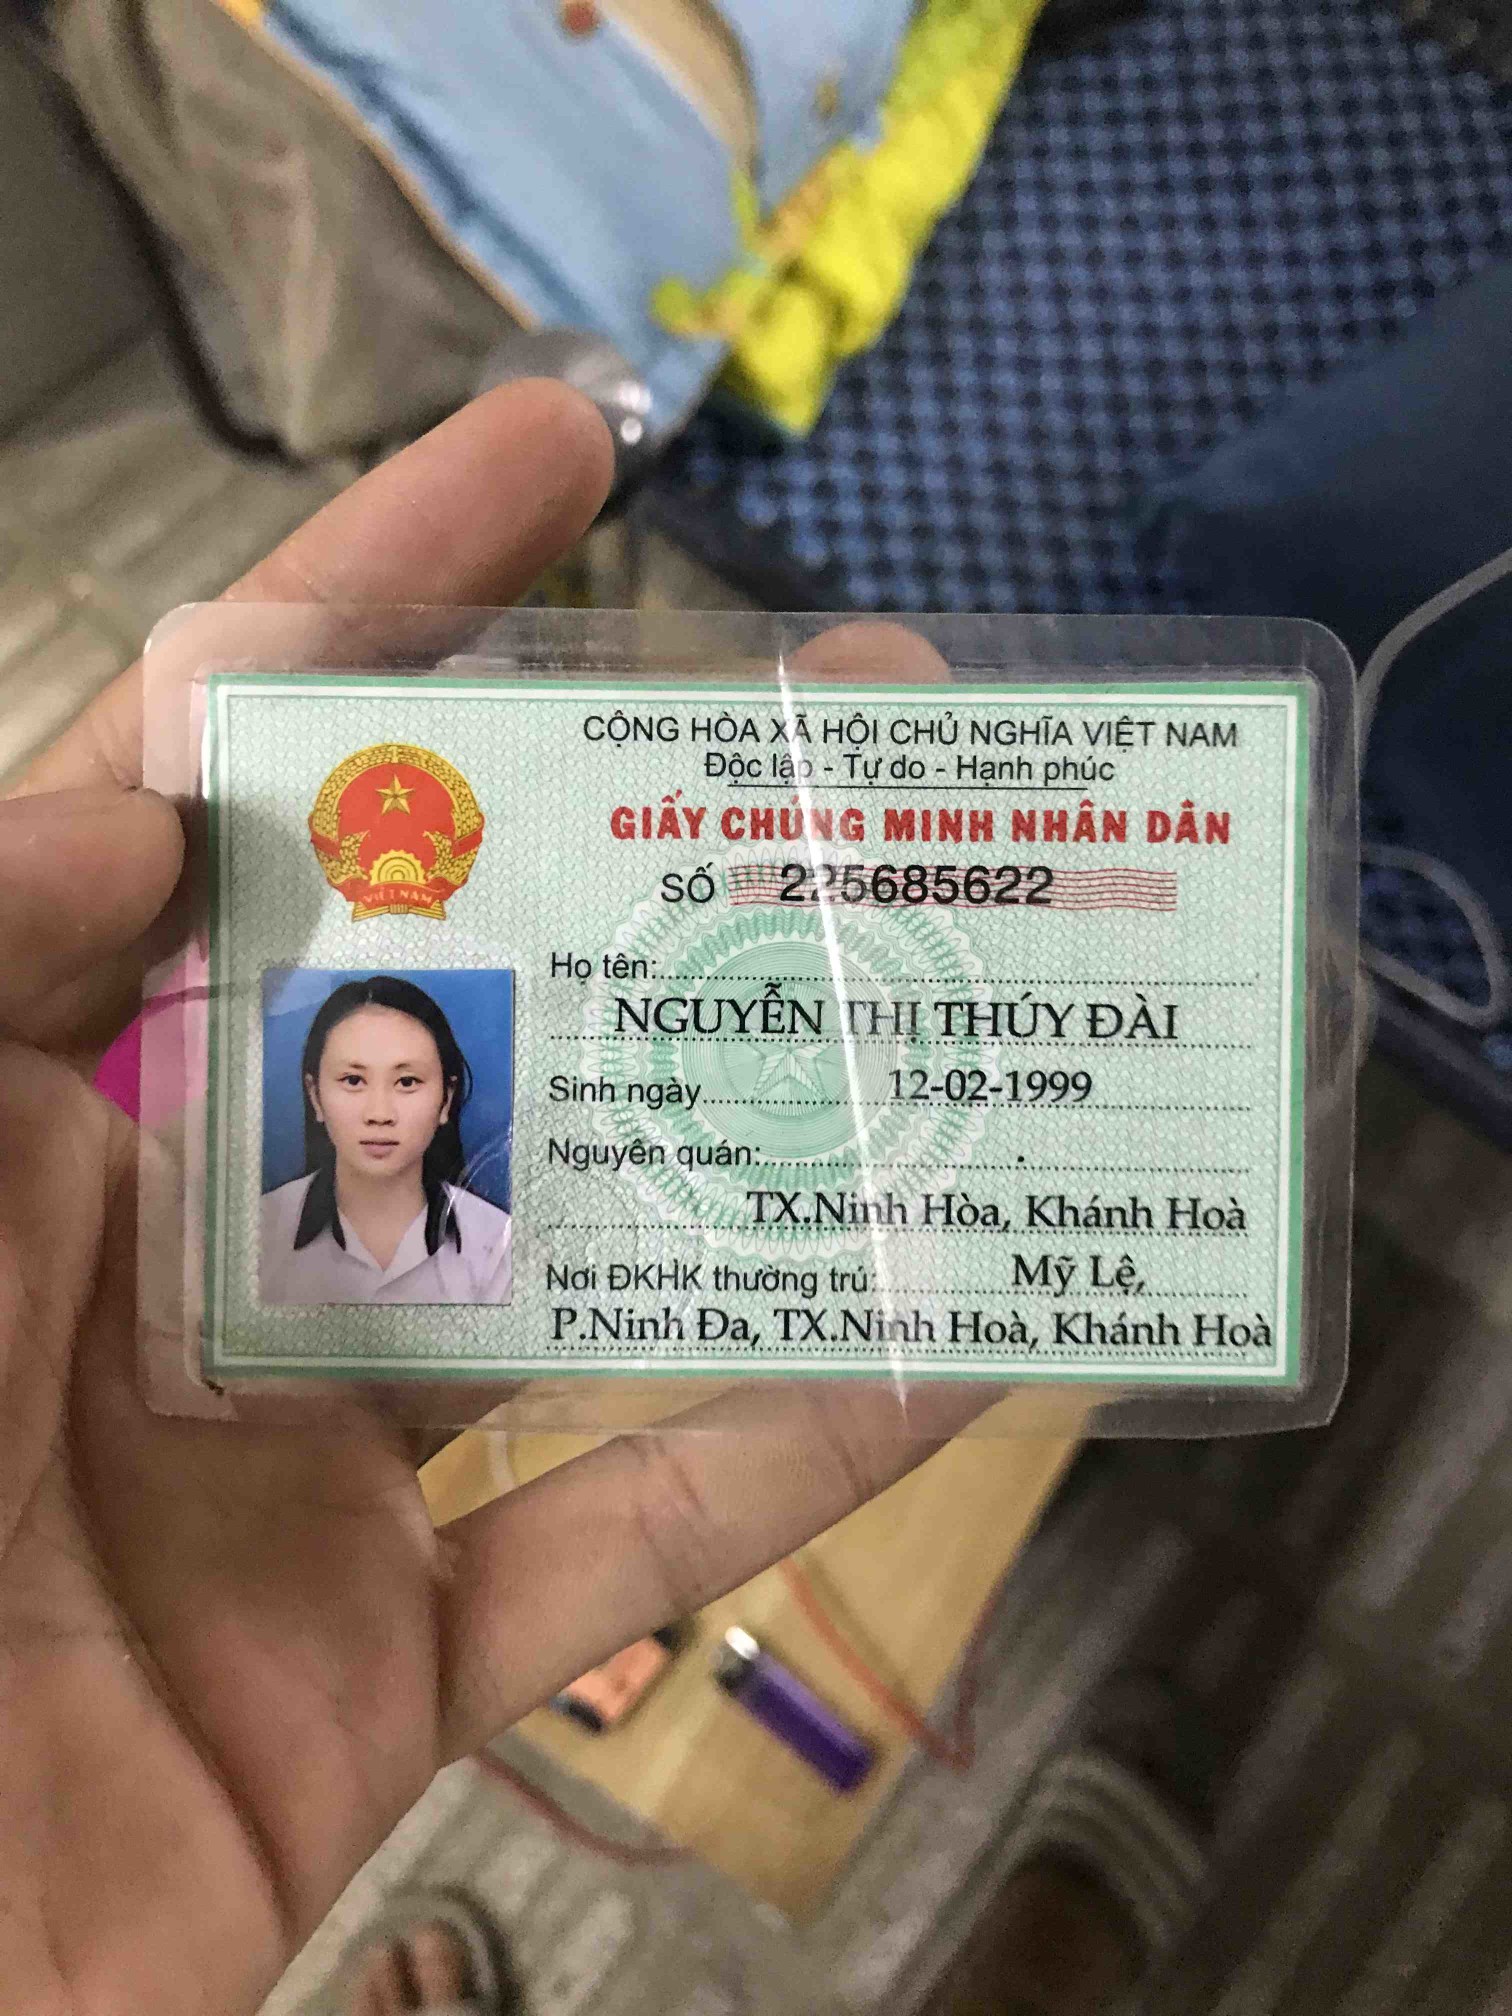 CỘNG HÒA XÃ HỘI CHỦ NGHĨA VIỆT NAM
Độc lập - Tự do - Hạnh phúc
GIẤY CHỨNG MINH NHÂN DÂN
SỐ 225685622
VIỆT NAM
Họ tên:
NGUYỄN THỊ THÚY ĐÀI
Sinh ngày 12-02-1999
Nguyên quán:
TX.Ninh Hòa, Khánh Hoà
Nơi ĐKHK thường trú: Mỹ Lệ,
P.Ninh Đa, TX.Ninh Hoà, Khánh Hoà